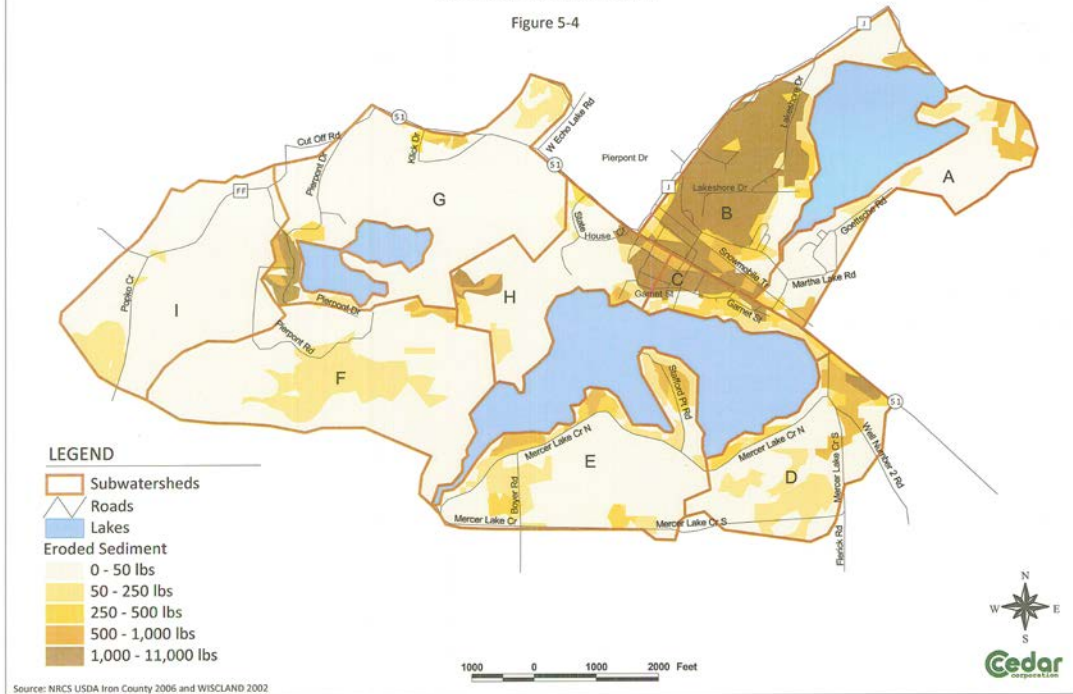 Figure 5-4
J
Lakeshore Dr
51
W Echo Lake Rd
Cut Off Rd
Klick Dr
51
Pierpont Dr
Pierpont Dr
A
FF
J
Lakeshore Dr
G
B
Goettsche Rd
State
House
Snowmobile Tr
C
Martha Lake Rd
Popko Cr
H
Garnet St
Garnet St
I
Pierpont Dr
Pierpont Rd
F
Stafford Pt Rd
51
Mercer Lake Cr N
Mercer Lake Cr N
Mercer Lake Cr S
Well Number 2 Rd
E
D
Boyer Rd
Mercer Lake Cr
Mercer Lake Cr S
Flerick Rd
LEGEND
Subwatersheds
Roads
Lakes
Eroded Sediment
0 - 50 lbs
50 - 250 lbs
250 - 500 lbs
500 - 1,000 lbs
1,000 - 11,000 lbs
N
W
E
S
1000 0 1000 2000 Feet
Cedar
corporation
Source: NRCS USDA Iron County 2006 and WISCLAND 2002